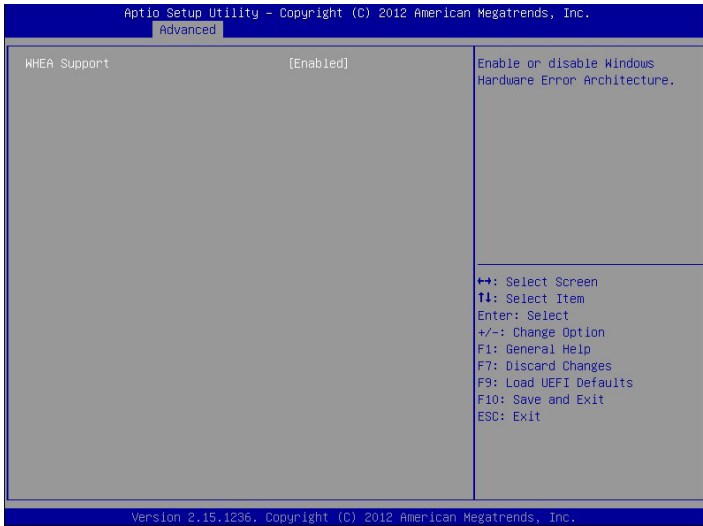 Aptio Setup Utility – Copyright (C) 2012 American Megatrends, Inc.
Advanced
WHEA Support [Enabled]
Enable or disable Windows
Hardware Error Architecture.
↔: Select Screen
↑↓: Select Item
Enter: Select
+/-: Change Option
F1: General Help
F7: Discard Changes
F9: Load UEFI Defaults
F10: Save and Exit
ESC: Exit
Version 2.15.1236. Copyright (C) 2012 American Megatrends, Inc.